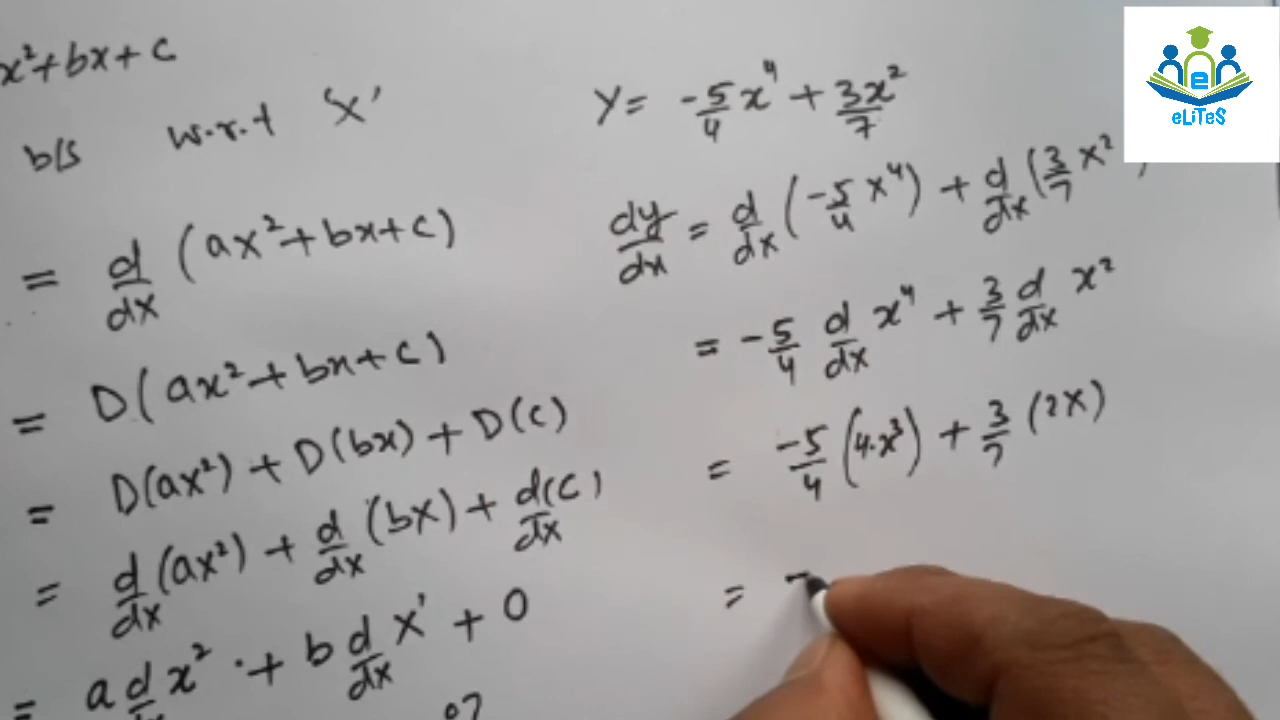 x²+bx+c
b/s w.r.t 'x'
= d/dx (ax²+bx+c)
= D(ax²+bx+c)
= D(ax²) + D(bx) + D(c)
= d/dx (ax²) + d/dx (bx) + d(c)/dx
= a d/dx x² + b d/dx x' + 0
Y = -5/4 x⁴ + 3x²/7
dy/dx = d/dx (-5/4 x⁴) + d/dx (3/7 x²)
= -5/4 d/dx x⁴ + 3/7 d/dx x²
= -5/4 (4·x³) + 3/7 (2x)
= -
e
eLiTeS